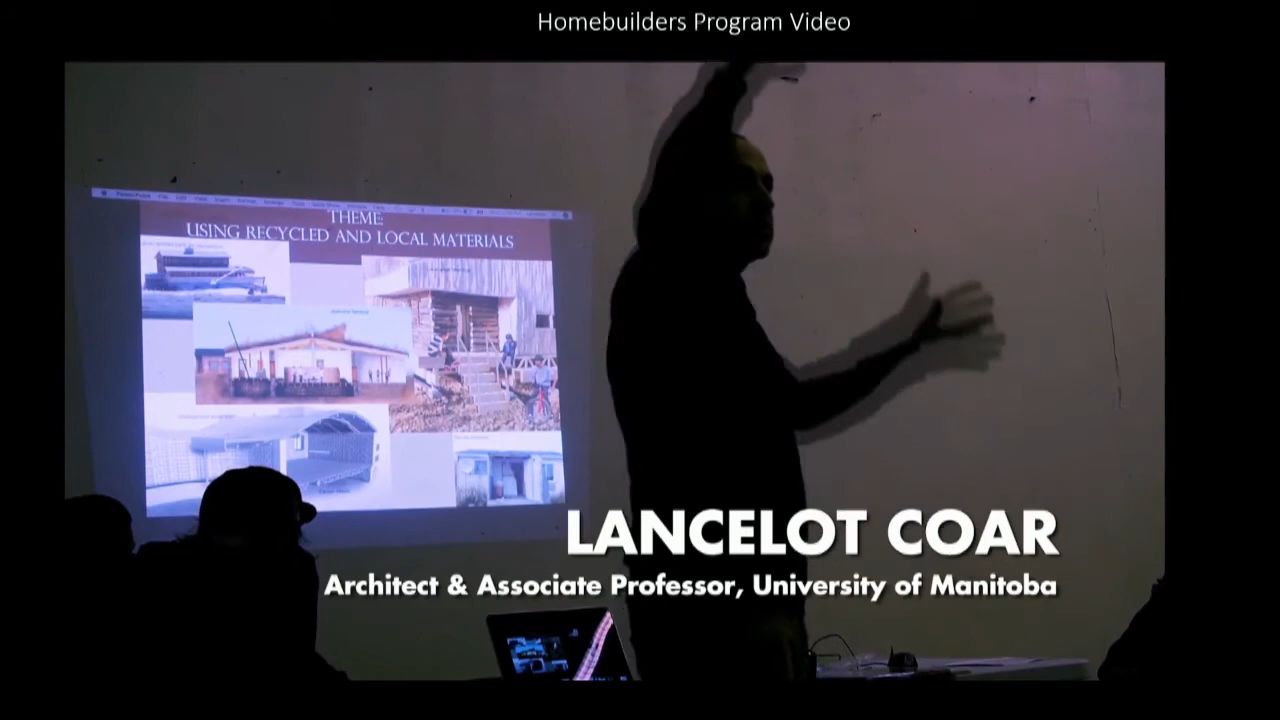 Homebuilders Program Video
THEME:
USING RECYCLED AND LOCAL MATERIALS
LANCELOT COAR
Architect & Associate Professor, University of Manitoba